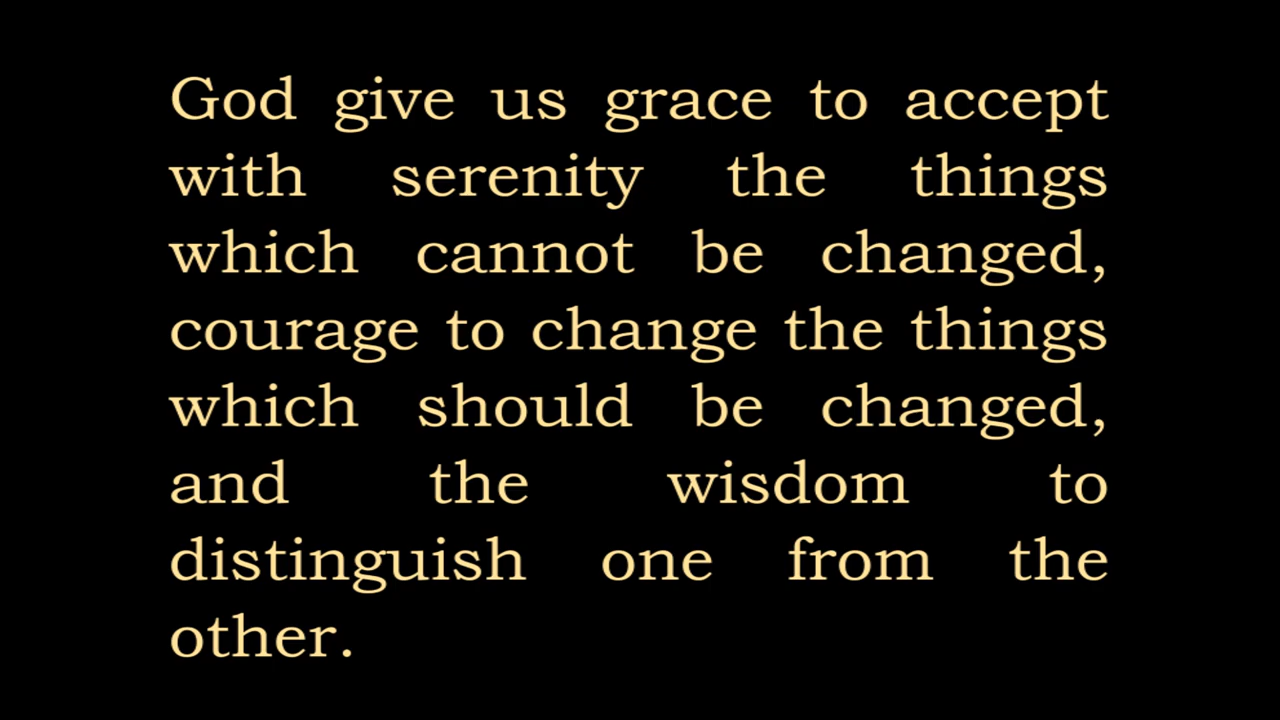 God give us grace to accept
with serenity the things
which cannot be changed,
courage to change the things
which should be changed,
and the wisdom to
distinguish one from the
other.